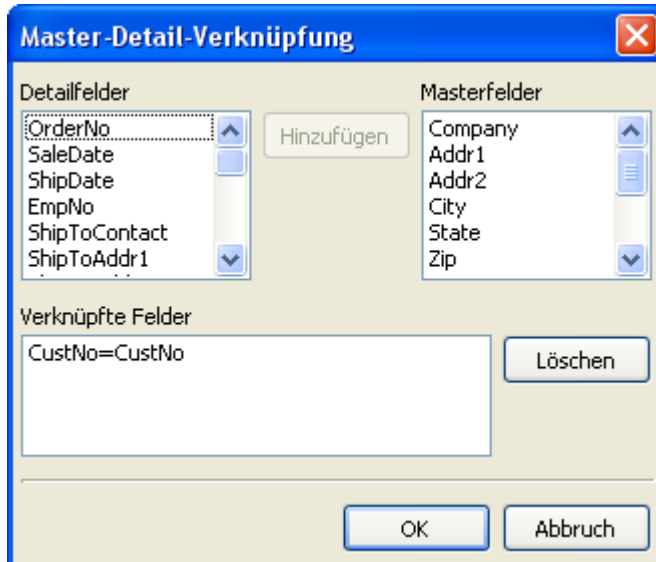 Master-Detail-Verknüpfung
Detailfelder
OrderNo
SaleDate
ShipDate
EmpNo
ShipToContact
ShipToAddr1
Hinzufügen
Masterfelder
Company
Addr1
Addr2
City
State
Zip
Verknüpfte Felder
CustNo=CustNo
Löschen
OK
Abbruch